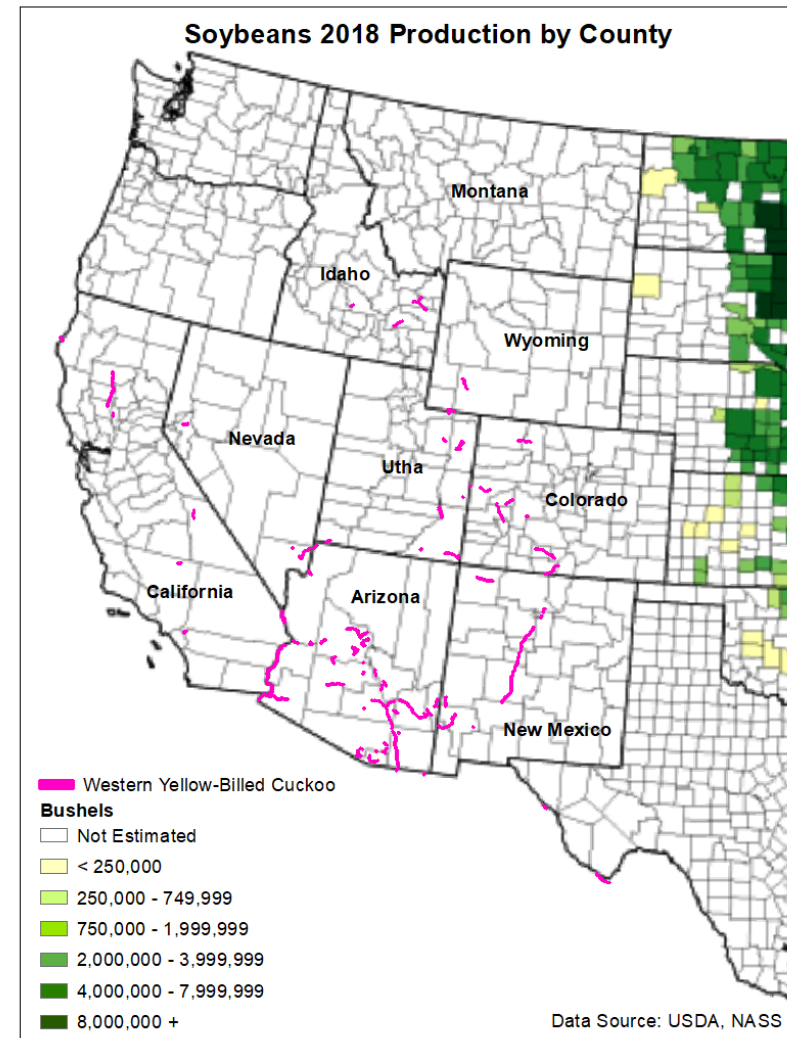 Soybeans 2018 Production by County
Montana
Idaho
Wyoming
Nevada
Utha
Colorado
California
Arizona
New Mexico
Western Yellow-Billed Cuckoo
Bushels
Not Estimated
< 250,000
250,000 - 749,999
750,000 - 1,999,999
2,000,000 - 3,999,999
4,000,000 - 7,999,999
8,000,000 +
Data Source: USDA, NASS